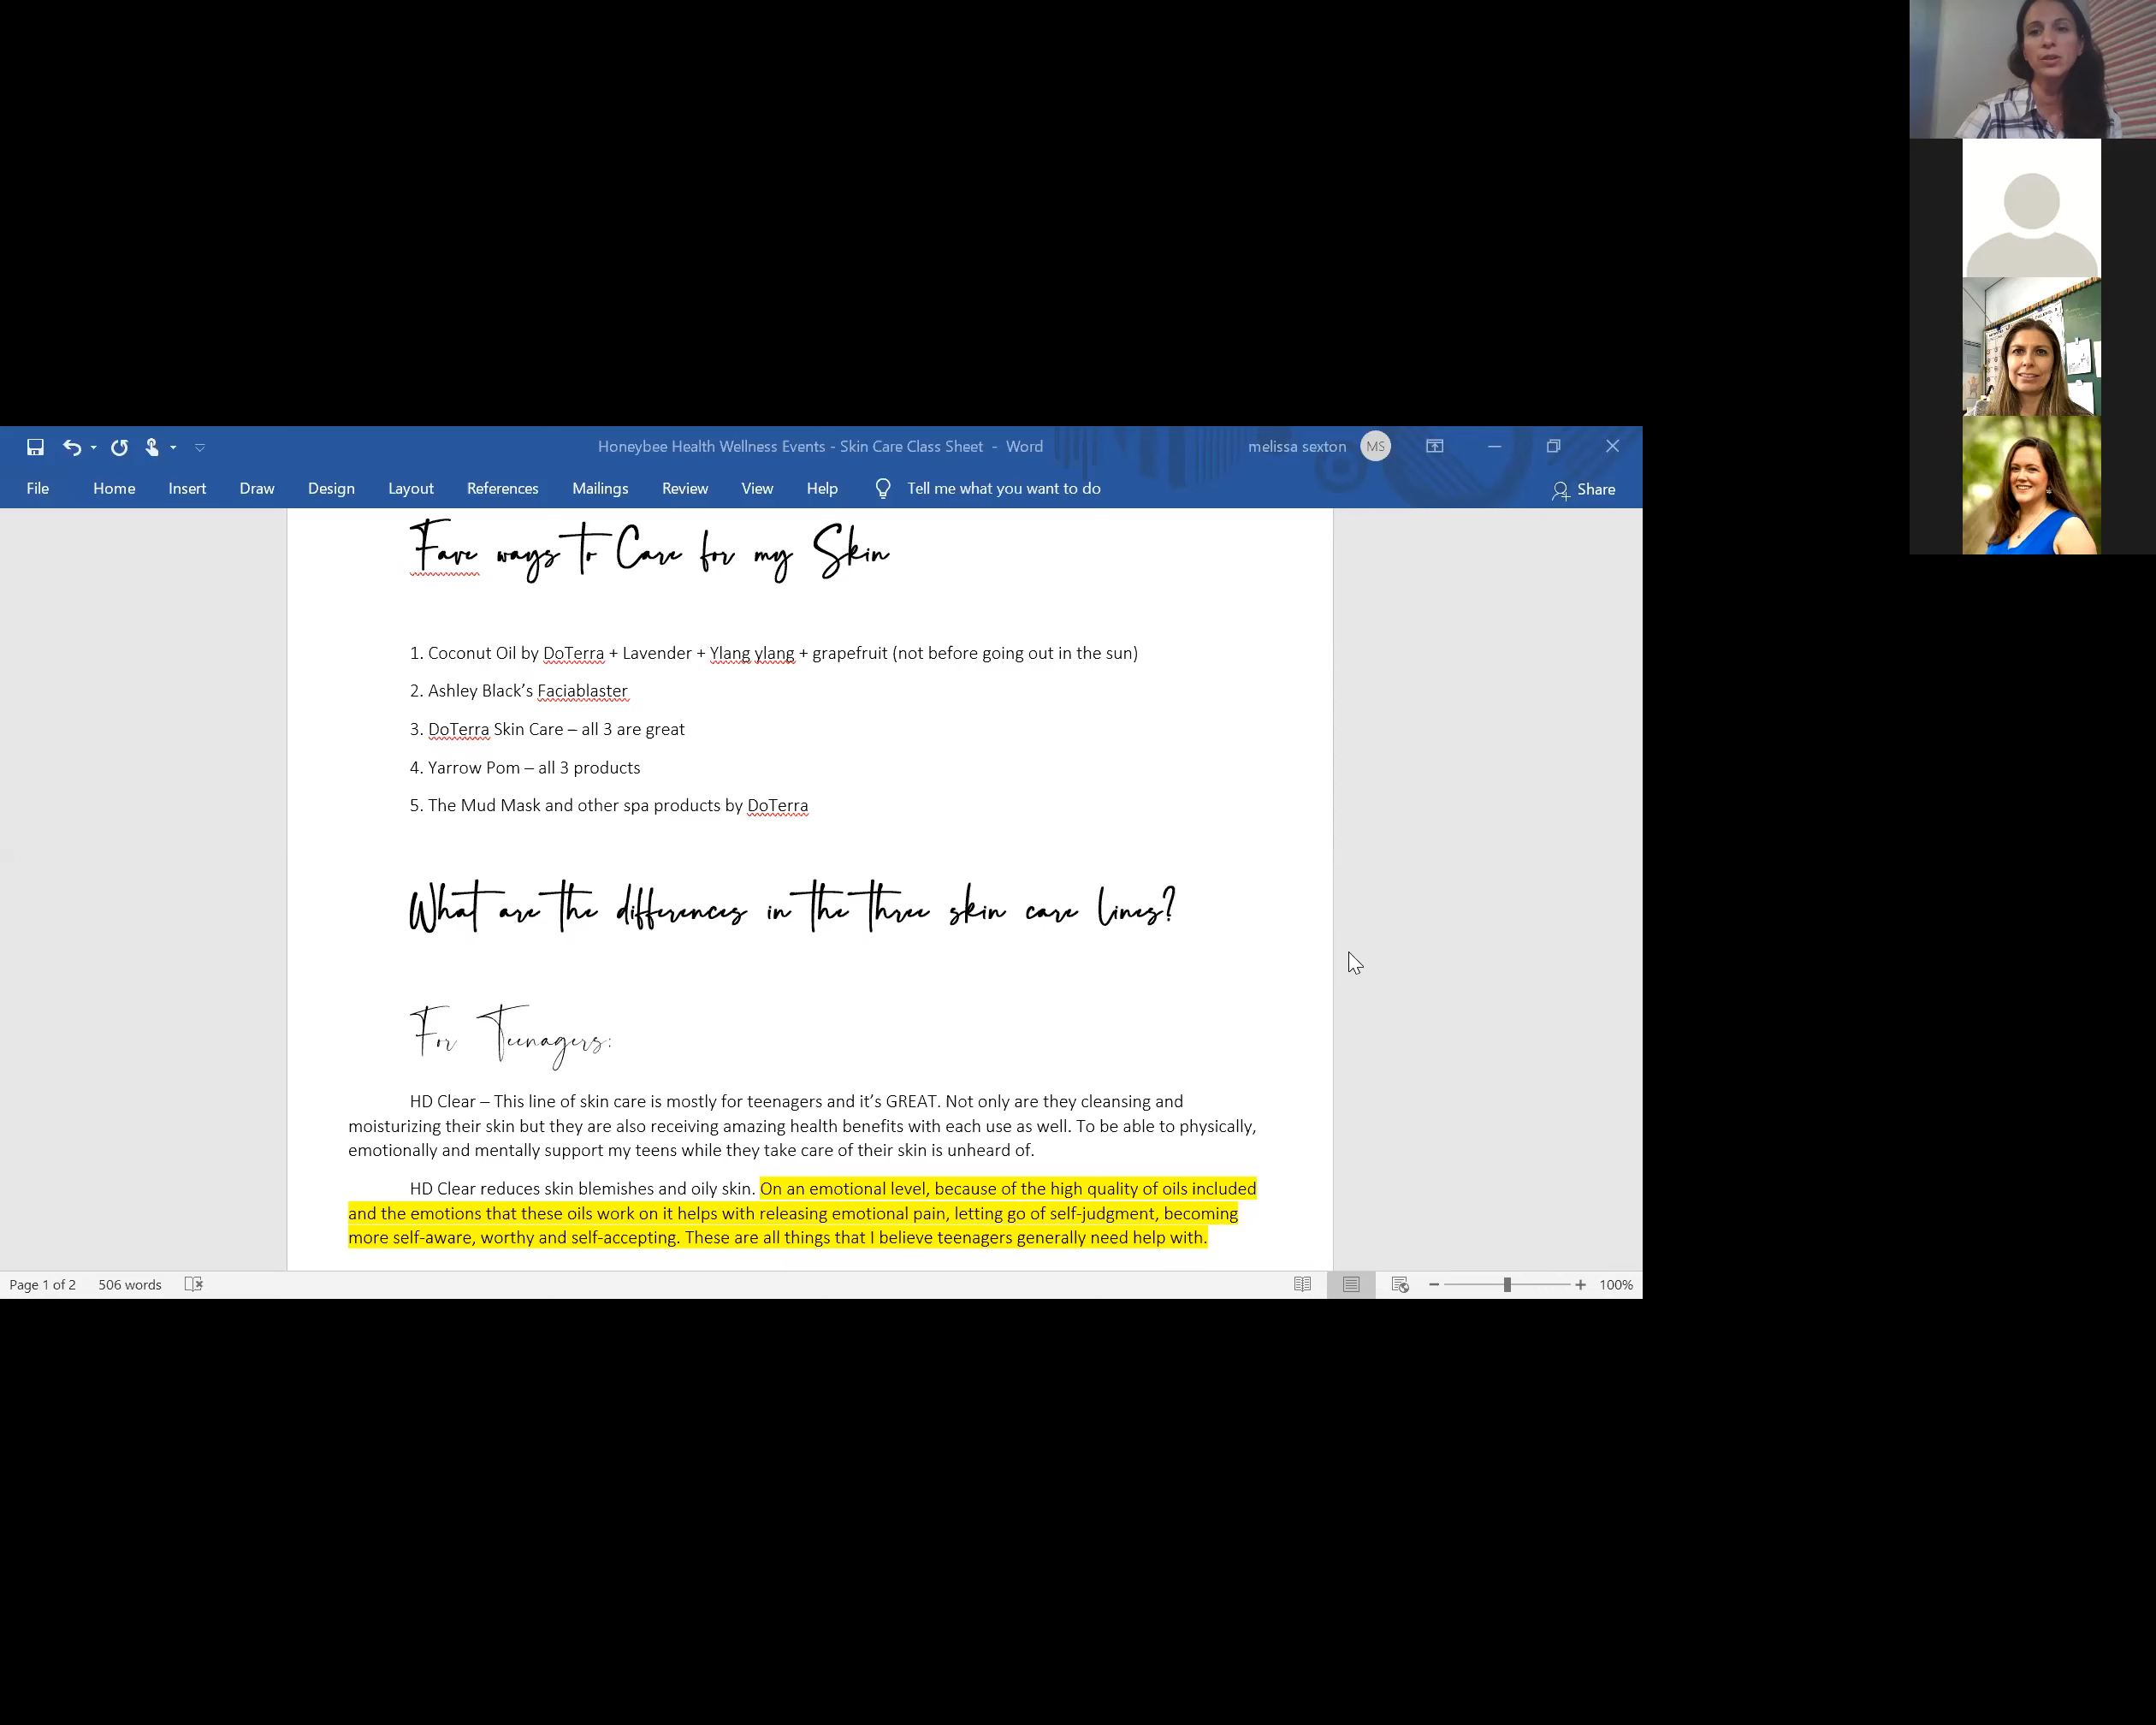 Honeybee Health Wellness Events - Skin Care Class Sheet - Word
melissa sexton MS
File Home Insert Draw Design Layout References Mailings Review View Help Tell me what you want to do Share
Fave ways to Care for my Skin
1. Coconut Oil by DoTerra + Lavender + Ylang ylang + grapefruit (not before going out in the sun)
2. Ashley Black’s Faciablaster
3. DoTerra Skin Care – all 3 are great
4. Yarrow Pom – all 3 products
5. The Mud Mask and other spa products by DoTerra
What are the differences in the three skin care lines?
For Teenagers:
HD Clear – This line of skin care is mostly for teenagers and it’s GREAT. Not only are they cleansing and
moisturizing their skin but they are also receiving amazing health benefits with each use as well. To be able to physically,
emotionally and mentally support my teens while they take care of their skin is unheard of.
HD Clear reduces skin blemishes and oily skin. On an emotional level, because of the high quality of oils included
and the emotions that these oils work on it helps with releasing emotional pain, letting go of self-judgment, becoming
more self-aware, worthy and self-accepting. These are all things that I believe teenagers generally need help with.
Page 1 of 2 506 words 100%